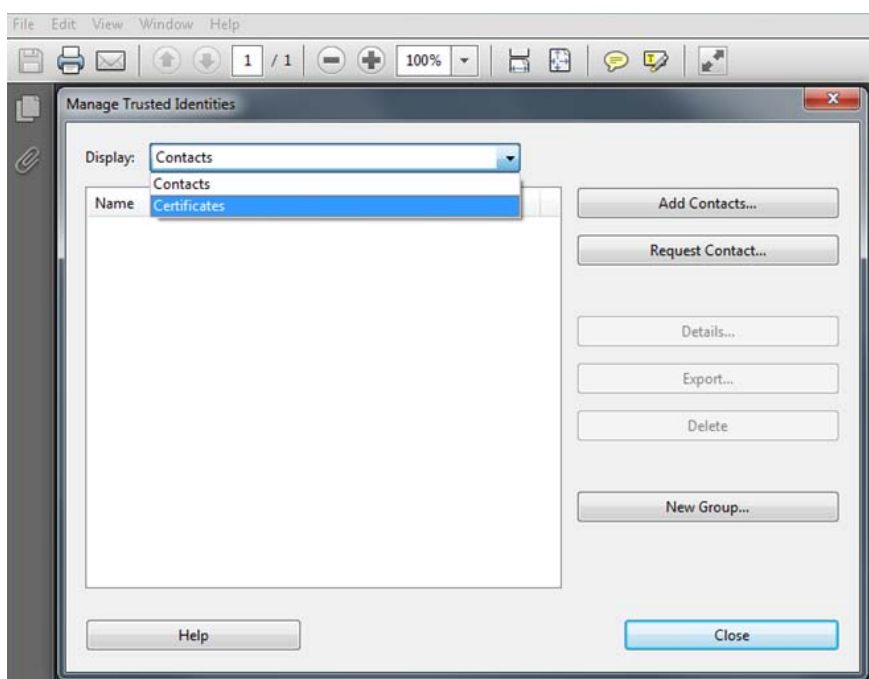 File Edit View Window Help
1 / 1 100%
Manage Trusted Identities
Display: Contacts
Contacts
Certificates
Name
Add Contacts...
Request Contact...
Details...
Export...
Delete
New Group...
Help Close